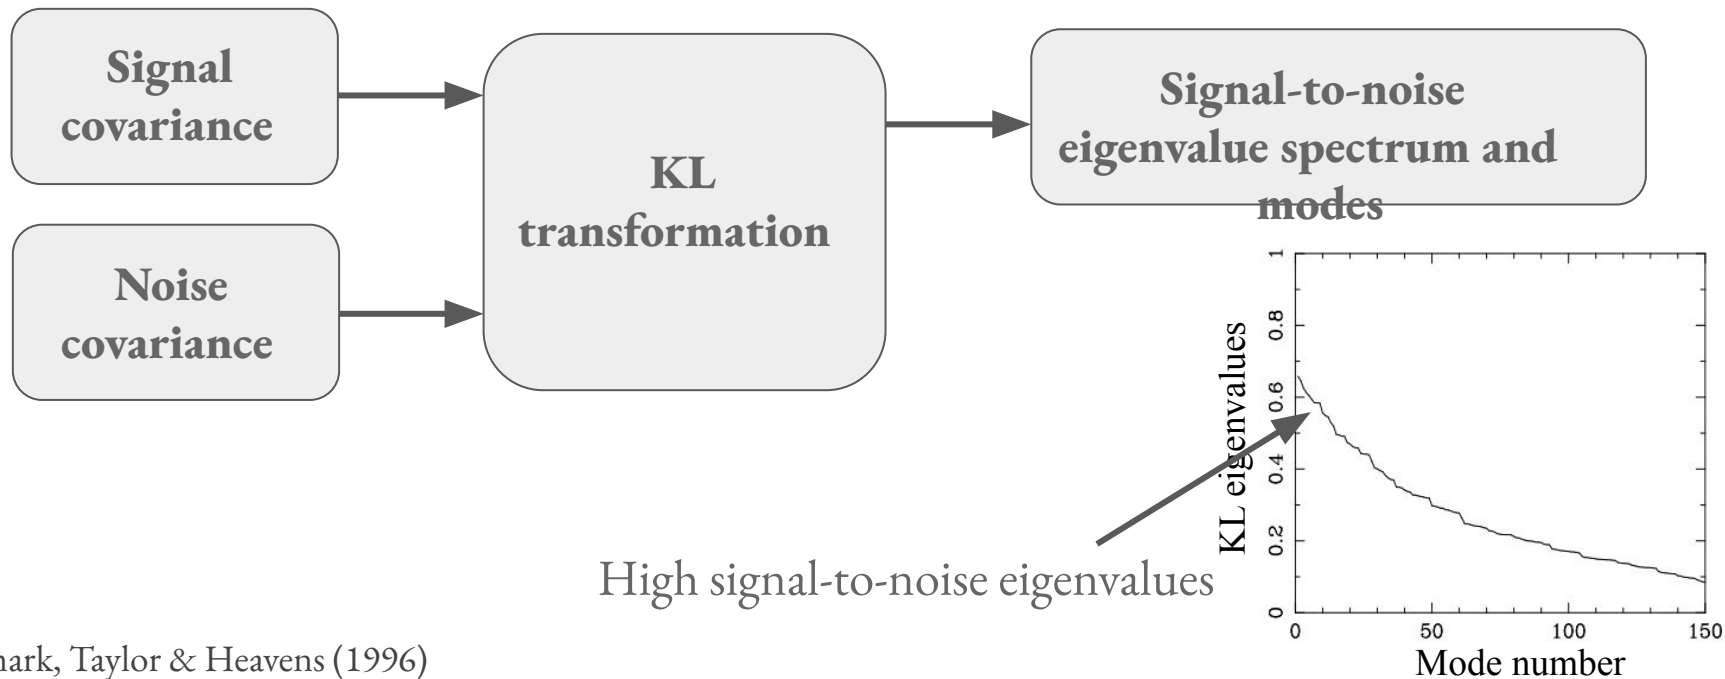 Signal
covariance
Noise
covariance
KL
transformation
Signal-to-noise
eigenvalue spectrum and
modes
High signal-to-noise eigenvalues
KL eigenvalues
1
0.8
0.6
0.4
0.2
0
0 50 100 150
Mode number
Taylor & Heavens (1996)